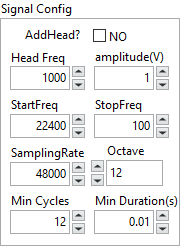 Signal Config
AddHead? NO
Head Freq amplitude(V)
1000 1
StartFreq StopFreq
22400 100
SamplingRate Octave
48000 12
Min Cycles Min Duration(s)
12 0.01